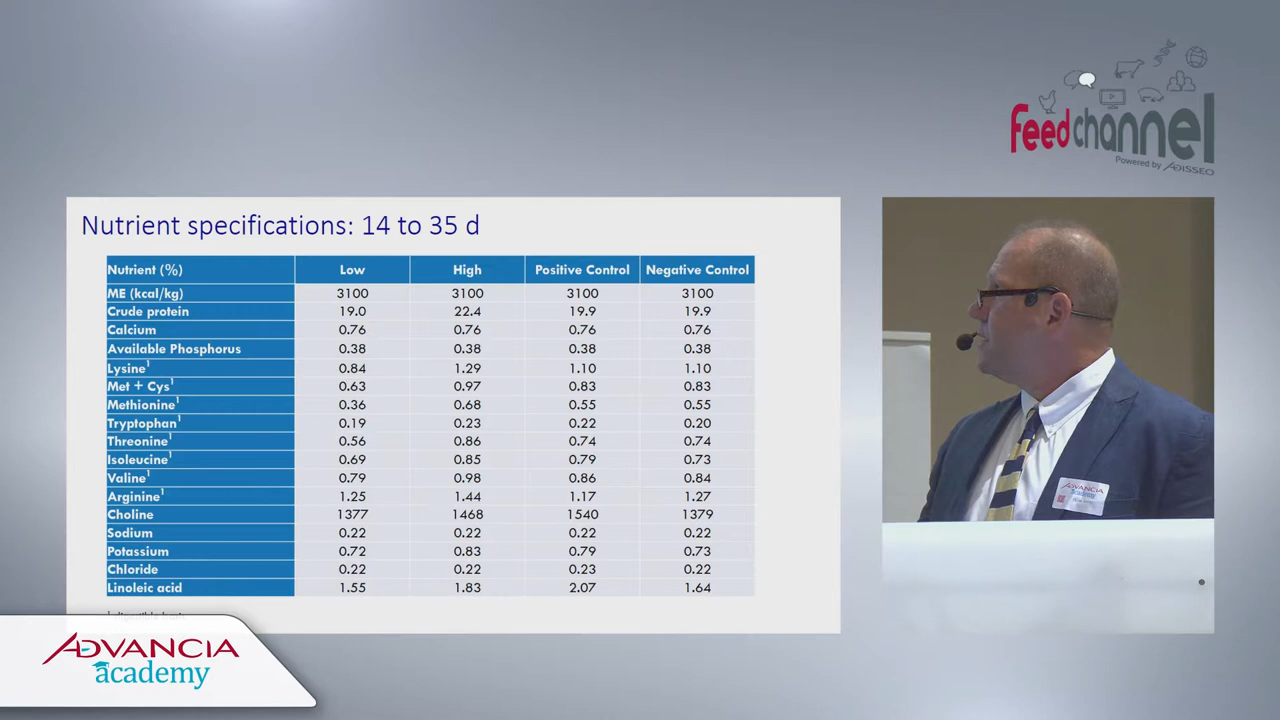 feedchannel
Powered by ADISSEO
Nutrient specifications: 14 to 35 d
Nutrient (%) Low High Positive Control Negative Control
ME (kcal/kg) 3100 3100 3100 3100
Crude protein 19.0 22.4 19.9 19.9
Calcium 0.76 0.76 0.76 0.76
Available Phosphorus 0.38 0.38 0.38 0.38
Lysine¹ 0.84 1.29 1.10 1.10
Met + Cys¹ 0.63 0.97 0.83 0.83
Methionine¹ 0.36 0.68 0.55 0.55
Tryptophan¹ 0.19 0.23 0.22 0.20
Threonine¹ 0.56 0.86 0.74 0.74
Isoleucine¹ 0.69 0.85 0.79 0.73
Valine¹ 0.79 0.98 0.86 0.84
Arginine¹ 1.25 1.44 1.17 1.27
Choline 1377 1468 1540 1379
Sodium 0.22 0.22 0.22 0.22
Potassium 0.72 0.83 0.79 0.73
Chloride 0.22 0.22 0.23 0.22
Linoleic acid 1.55 1.83 2.07 1.64
ADVANCIA
academy
ADVANCIA
academy